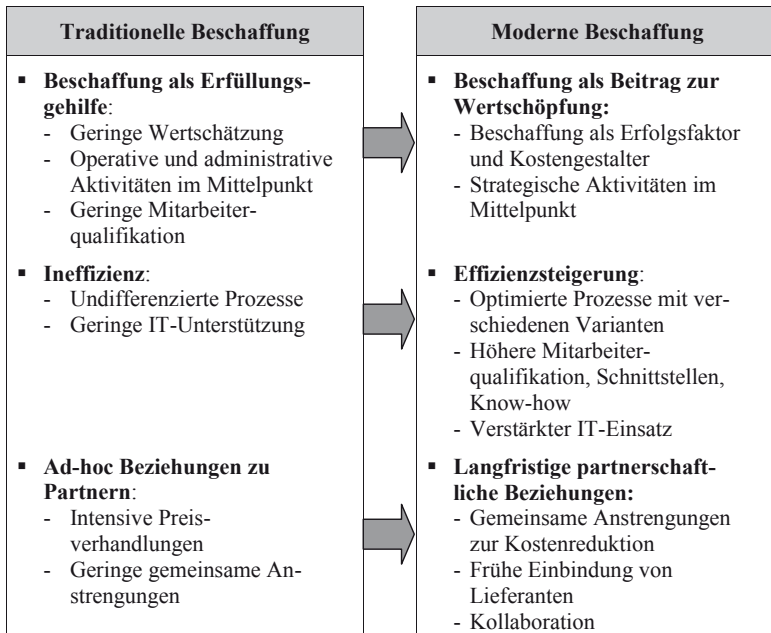 Traditionelle Beschaffung
▪ Beschaffung als Erfüllungs-
gehilfe:
- Geringe Wertschätzung
- Operative und administrative
Aktivitäten im Mittelpunkt
- Geringe Mitarbeiter-
qualifikation
▪ Ineffizienz:
- Undifferenzierte Prozesse
- Geringe IT-Unterstützung
▪ Ad-hoc Beziehungen zu
Partnern:
- Intensive Preis-
verhandlungen
- Geringe gemeinsame An-
strengungen
Moderne Beschaffung
▪ Beschaffung als Beitrag zur
Wertschöpfung:
- Beschaffung als Erfolgsfaktor
und Kostengestalter
- Strategische Aktivitäten im
Mittelpunkt
▪ Effizienzsteigerung:
- Optimierte Prozesse mit ver-
schiedenen Varianten
- Höhere Mitarbeiter-
qualifikation, Schnittstellen,
Know-how
- Verstärkter IT-Einsatz
▪ Langfristige partnerschaft-
liche Beziehungen:
- Gemeinsame Anstrengungen
zur Kostenreduktion
- Frühe Einbindung von
Lieferanten
- Kollaboration